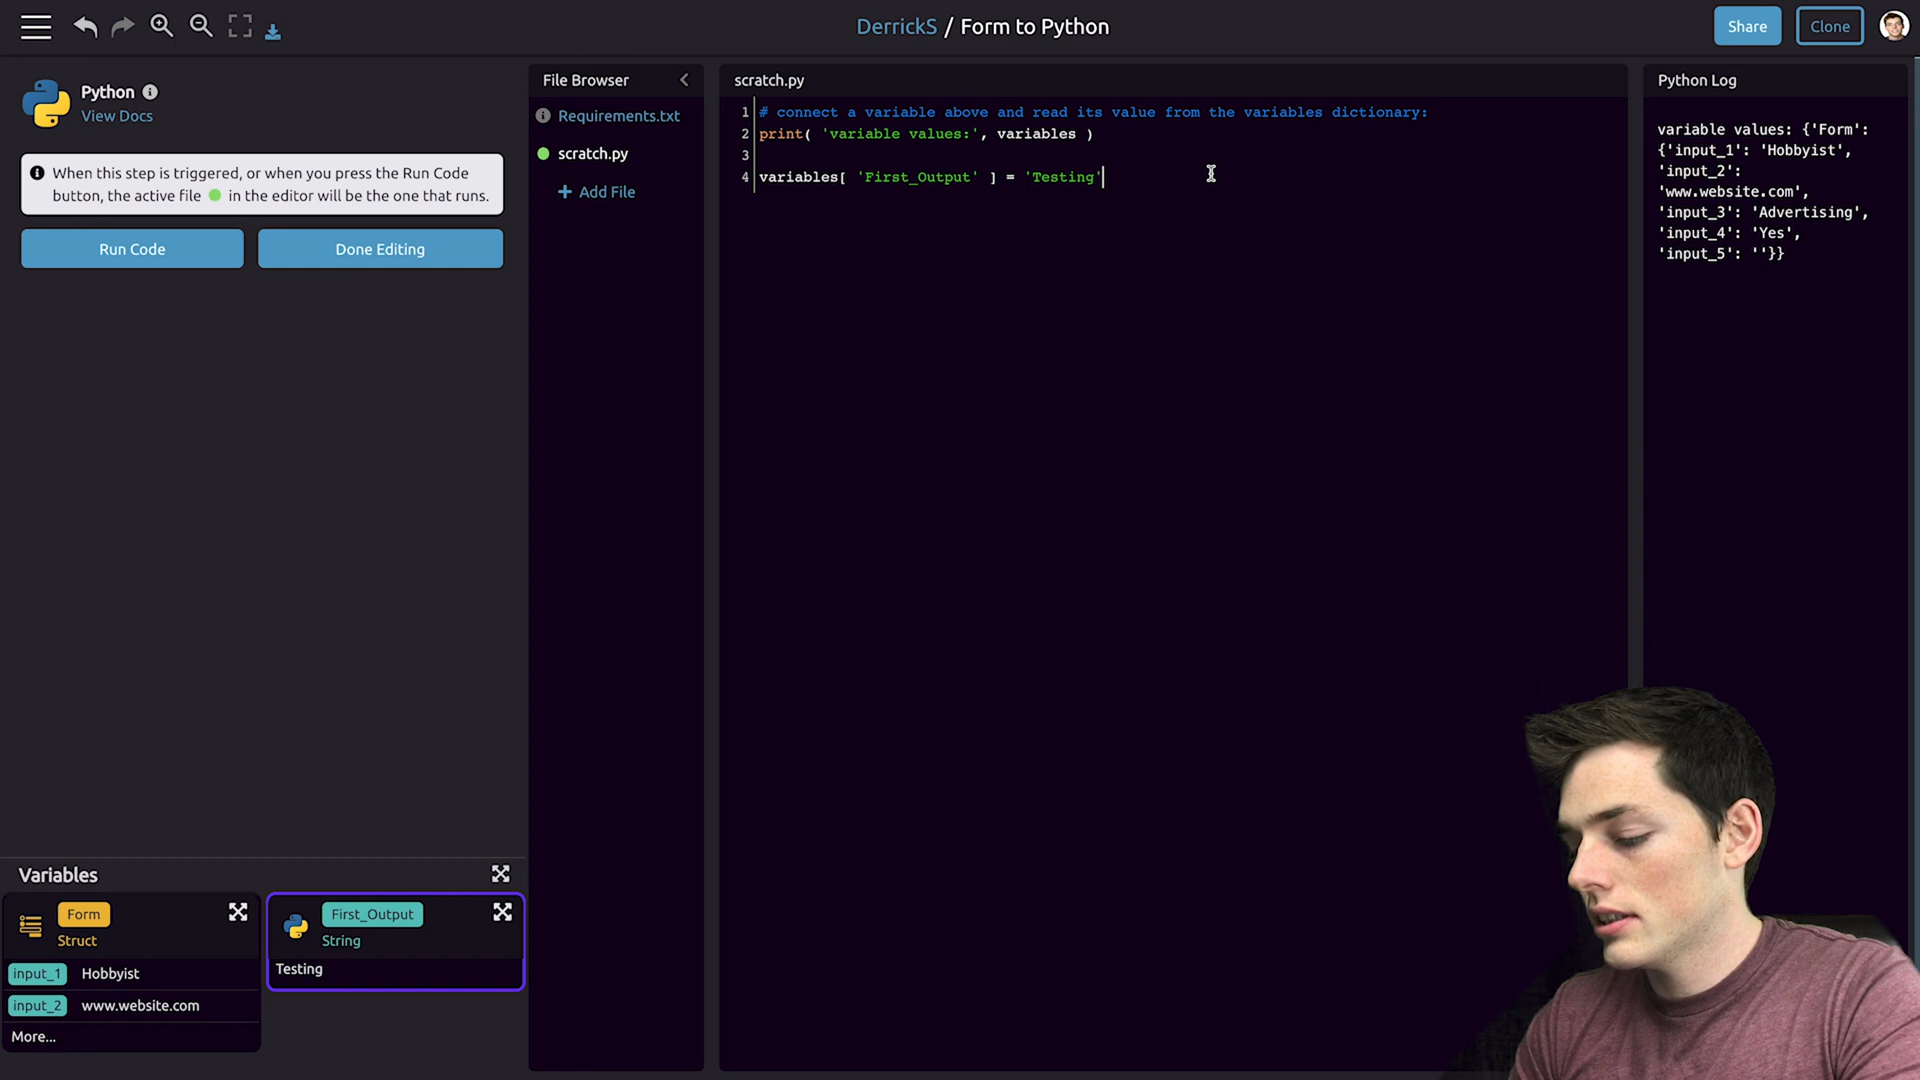 DerrickS / Form to Python
Share
Clone
Python
View Docs
When this step is triggered, or when you press the Run Code
button, the active file in the editor will be the one that runs.
Run Code
Done Editing
File Browser
Requirements.txt
scratch.py
Add File
scratch.py
1 # connect a variable above and read its value from the variables dictionary:
2 print( 'variable values:', variables )
3
4 variables[ 'First_Output' ] = 'Testing'
Python Log
variable values: {'Form':
{'input_1': 'Hobbyist',
'input_2':
'www.website.com',
'input_3': 'Advertising',
'input_4': 'Yes',
'input_5': ''}}
Variables
Form
Struct
input_1 Hobbyist
input_2 www.website.com
More...
First_Output
String
Testing